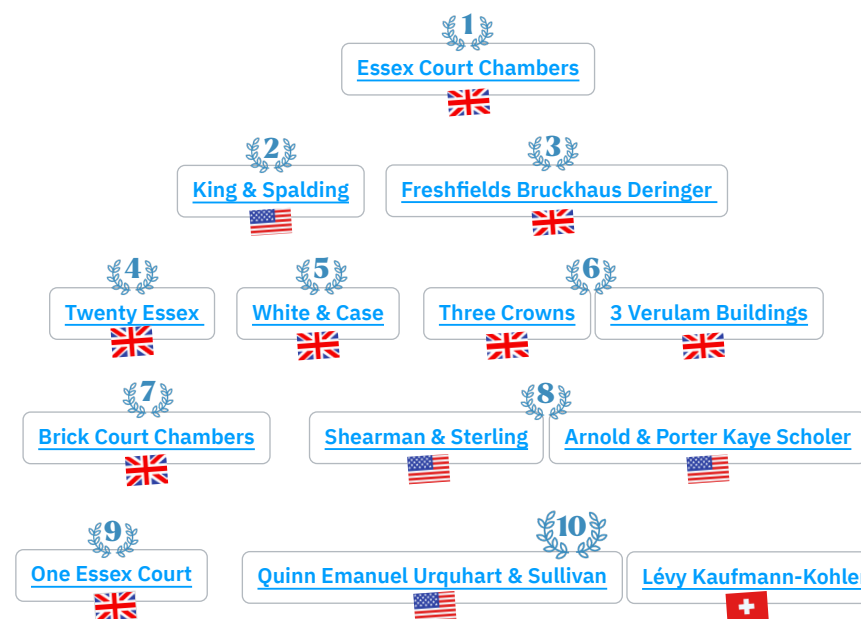 1
Essex Court Chambers
2
3
King & Spalding
Freshfields Bruckhaus Deringer
4
5
6
Twenty Essex
White & Case
Three Crowns
3 Verulam Buildings
7
8
Brick Court Chambers
Shearman & Sterling
Arnold & Porter Kaye Scholer
9
10
One Essex Court
Quinn Emanuel Urquhart & Sullivan
Lévy Kaufmann-Kohler